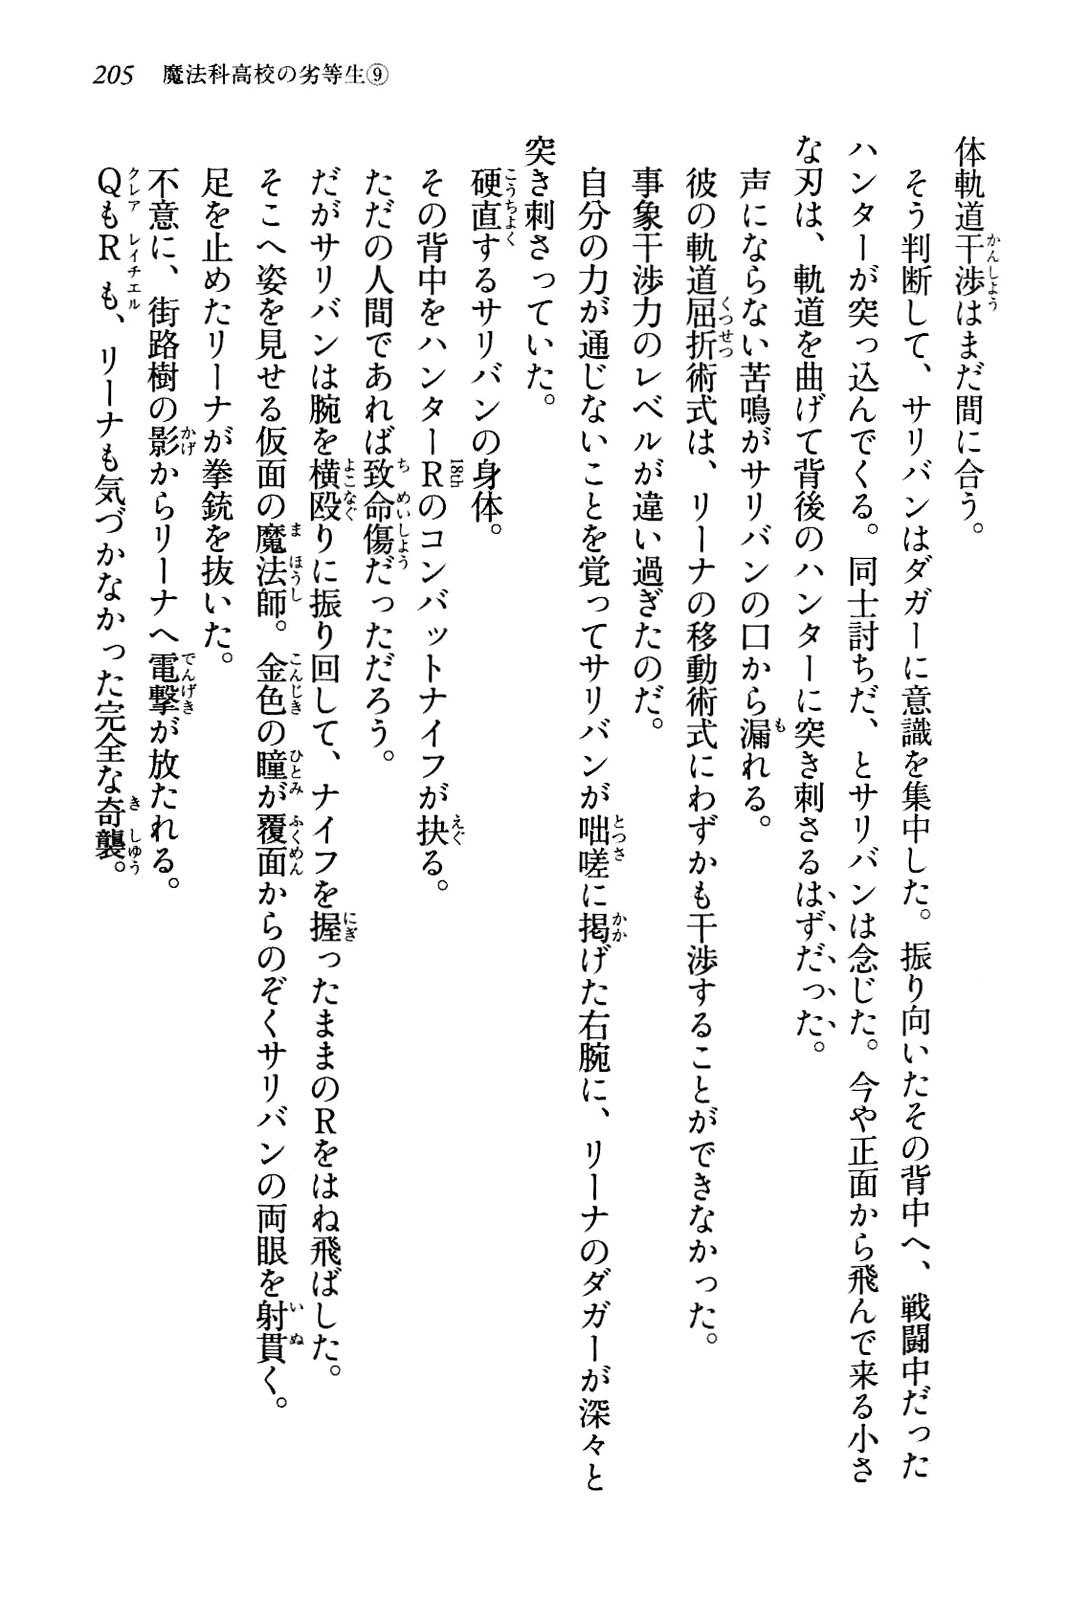 205 魔法科高校の劣等生⑨
体軌道干渉はまだ間に合う。
そう判断して、サリバンはダガーに意識を集中した。振り向いたその背中へ、戦闘中だった
ハンターが突っ込んでくる。同士討ちだ、とサリバンは念じた。今や正面から飛んで来る小さ
な刃は、軌道を曲げて背後のハンターに突き刺さるはずだった。
声にならない苦鳴がサリバンの口から漏れる。
彼の軌道屈折術式は、リーナの移動術式にわずかも干渉することができなかった。
事象干渉力のレベルが違い過ぎたのだ。
自分の力が通じないことを覚ってサリバンが咄嗟に掲げた右腕に、リーナのダガーが深々と
突き刺さっていた。
硬直するサリバンの身体。
その背中をハンターRのコンバットナイフが抉る。
ただの人間であれば致命傷だっただろう。
だがサリバンは腕を横殴りに振り回して、ナイフを握ったままのRをはね飛ばした。
そこへ姿を見せる仮面の魔法師。金色の瞳が覆面からのぞくサリバンの両眼を射貫く。
足を止めたリーナが拳銃を抜いた。
不意に、街路樹の影からリーナへ電撃が放たれる。
QもRも、リーナも気づかなかった完全な奇襲。